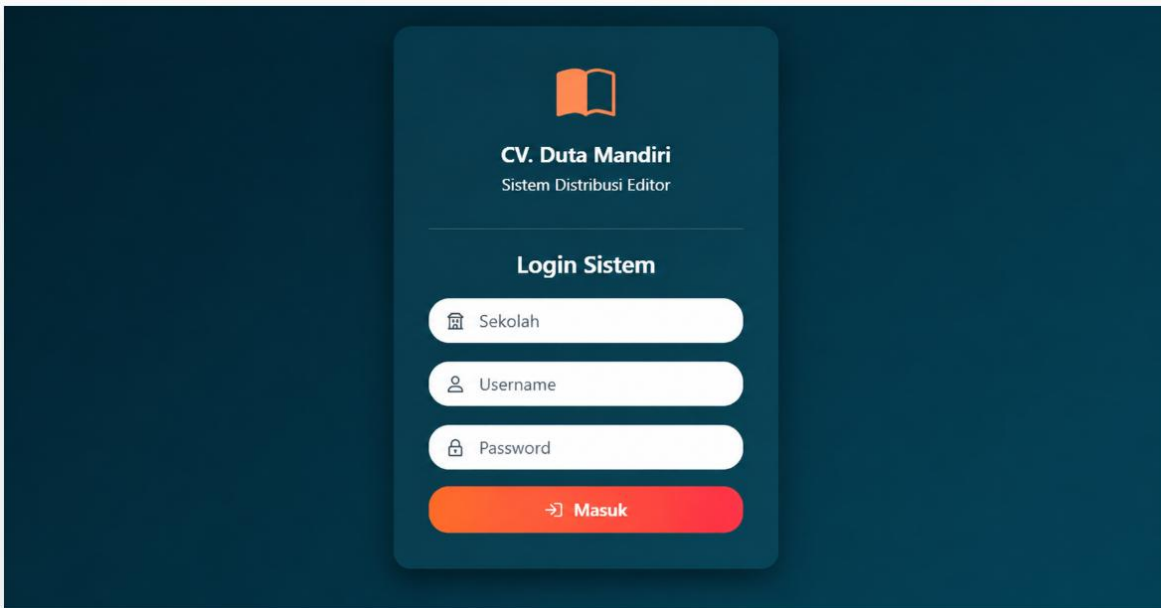 CV. Duta Mandiri
Sistem Distribusi Editor
Login Sistem
Sekolah
Username
Password
Masuk